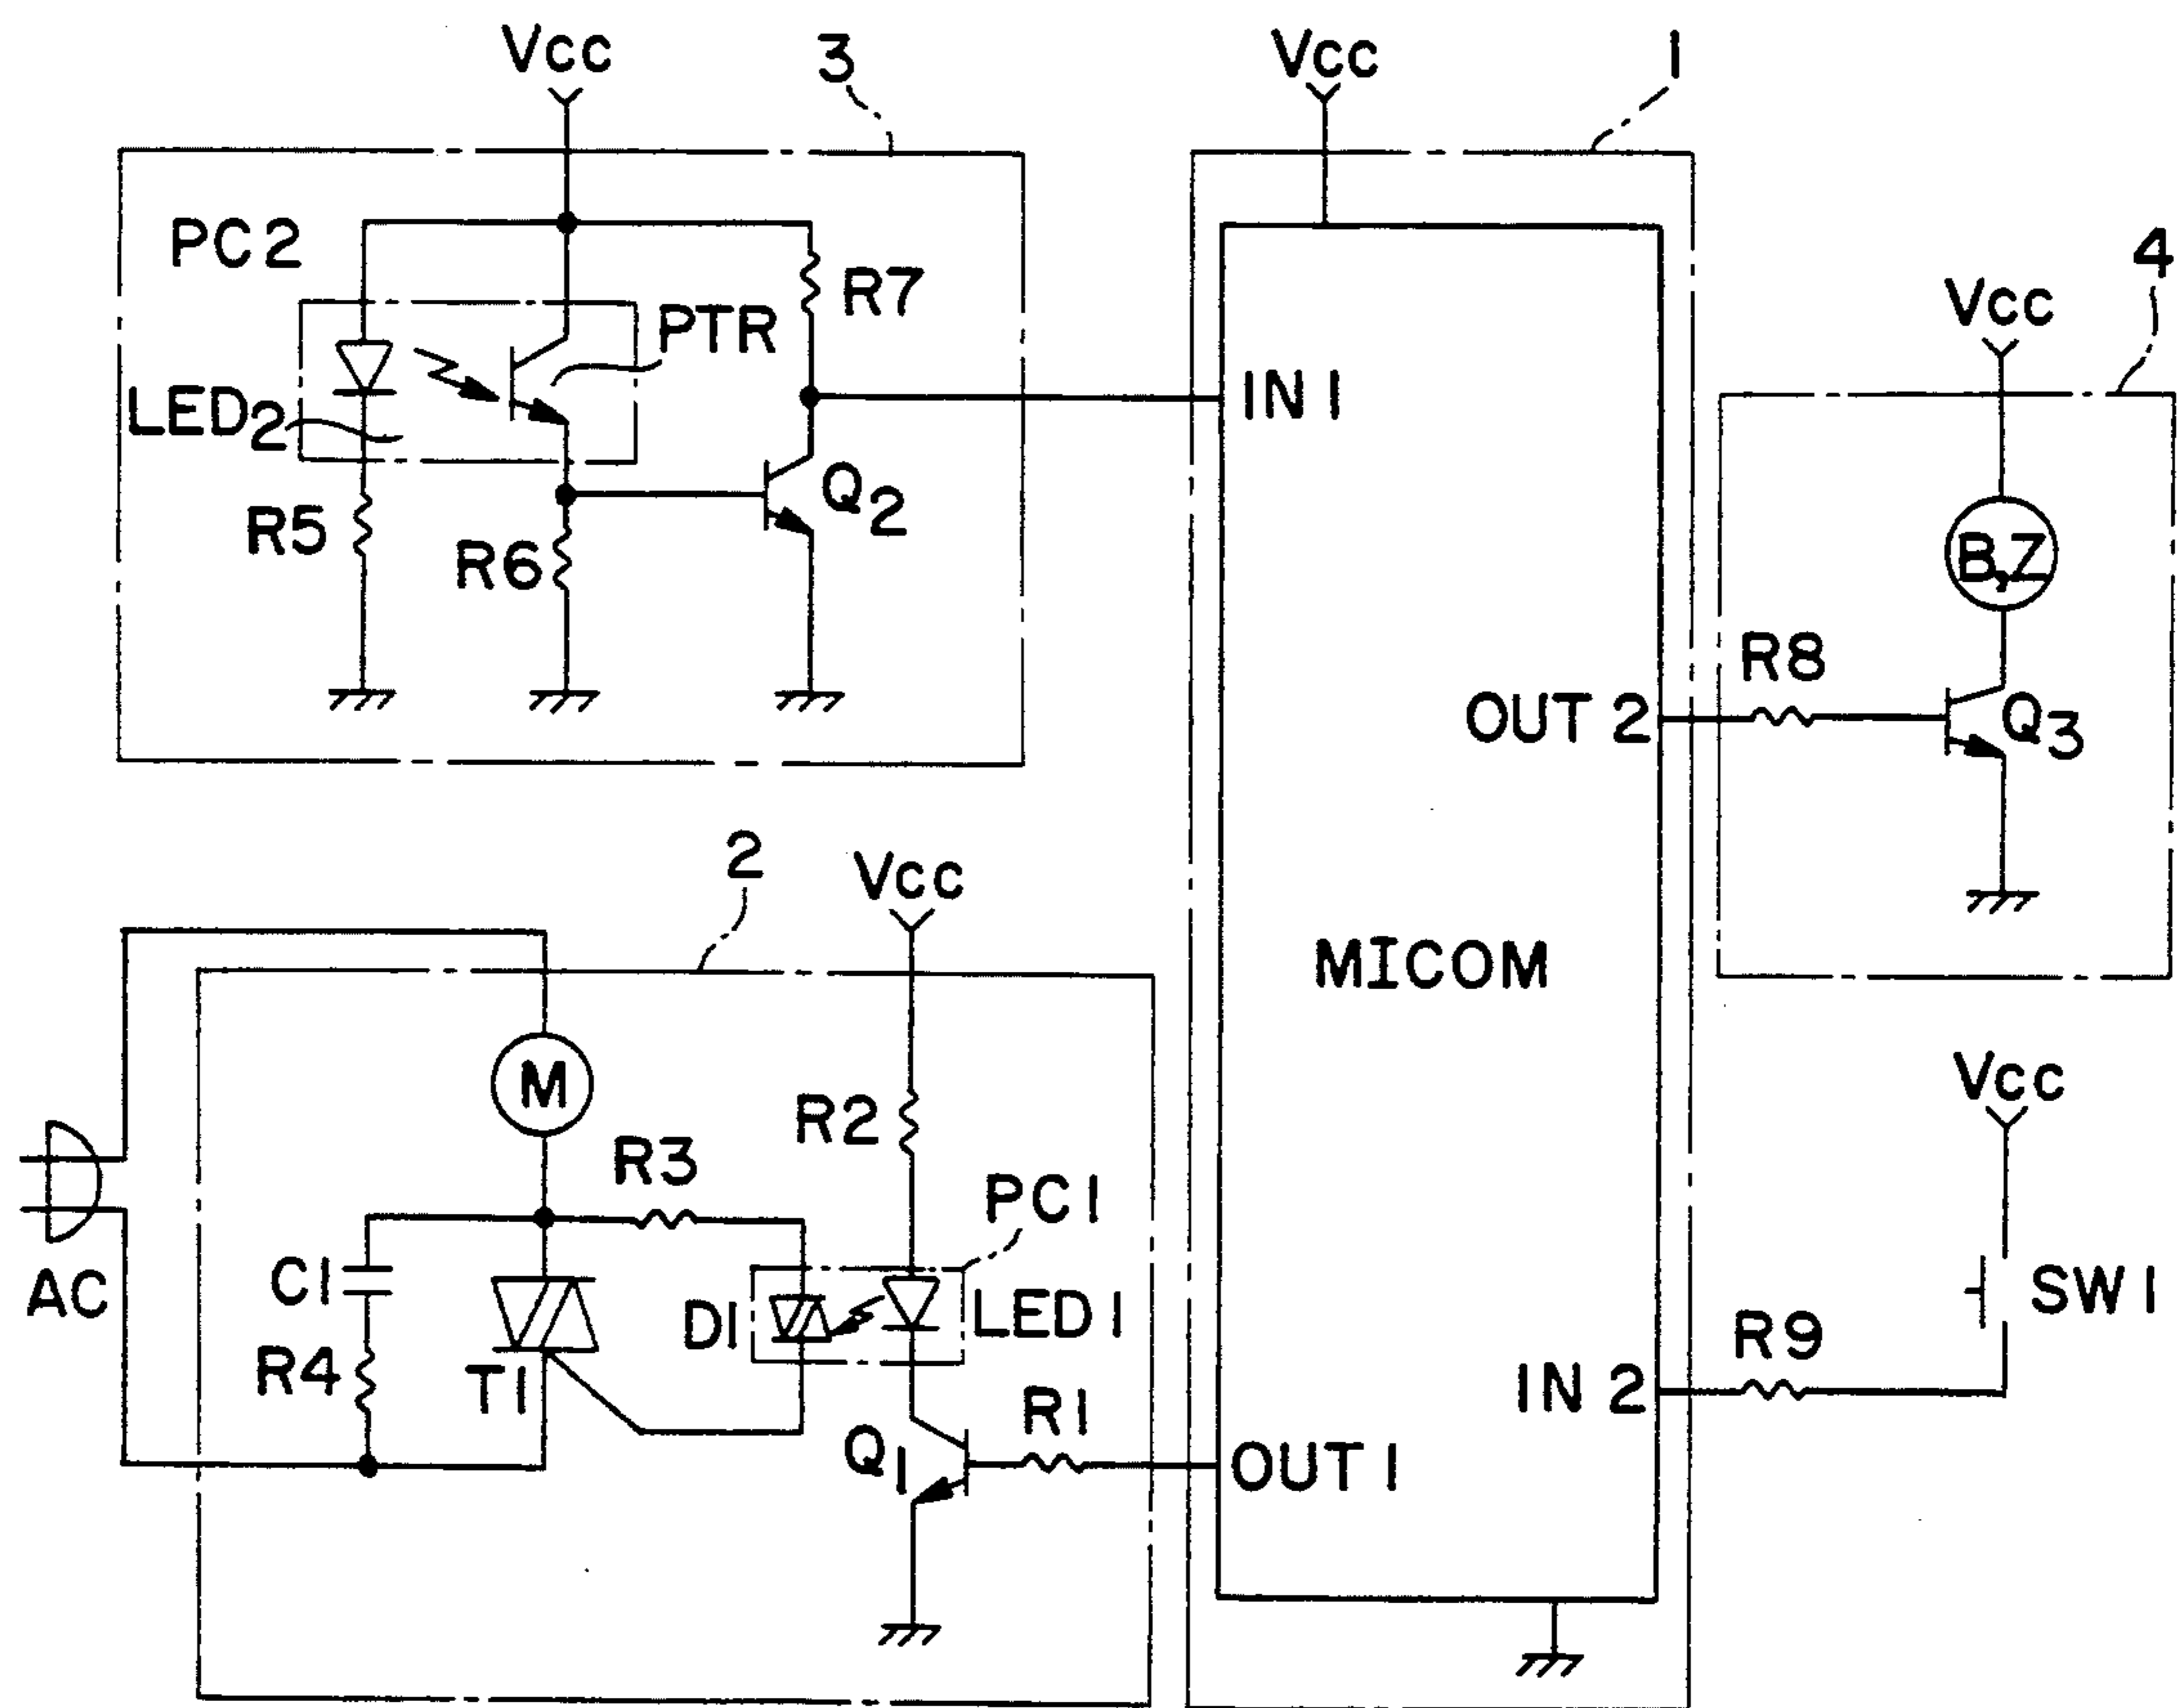 Vcc
3
Vcc
1
PC2
R7
4
Vcc
PTR
LED2
IN1
Q2
R5
R6
B,Z
R8
OUT2
Q3
2
Vcc
MICOM
M
R2
Vcc
R3
PC1
C1
AC
D1
LED1
SW1
R4
T1
R9
IN2
R1
Q1
OUT1